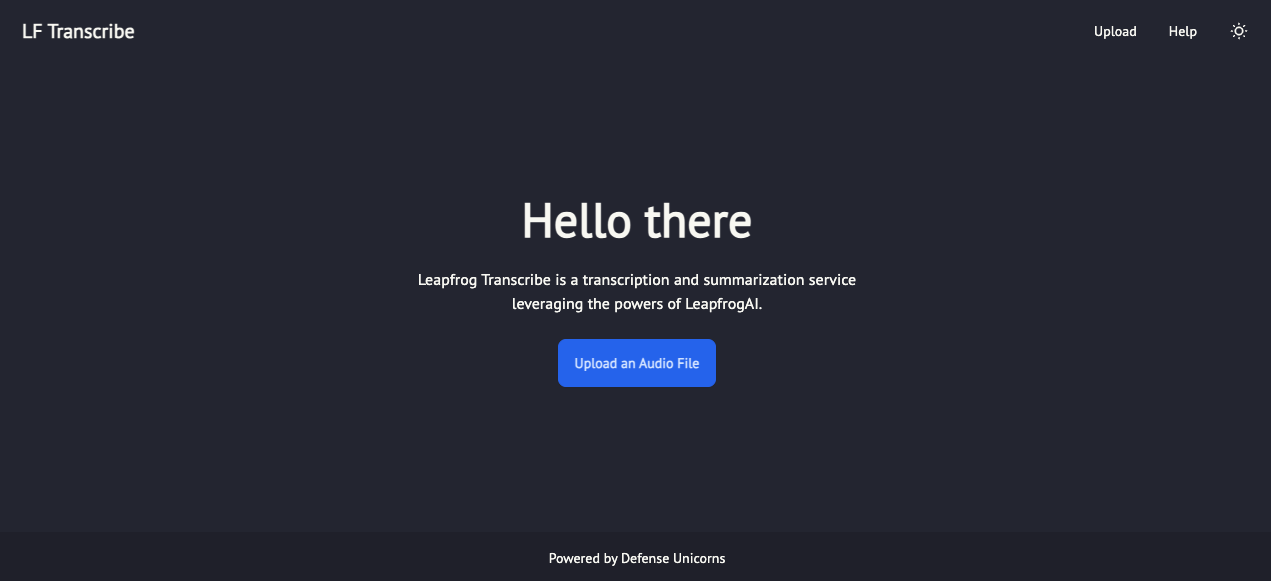 LF Transcribe
Upload
Help
Hello there
Leapfrog Transcribe is a transcription and summarization service
leveraging the powers of LeapfrogAI.
Upload an Audio File
Powered by Defense Unicorns